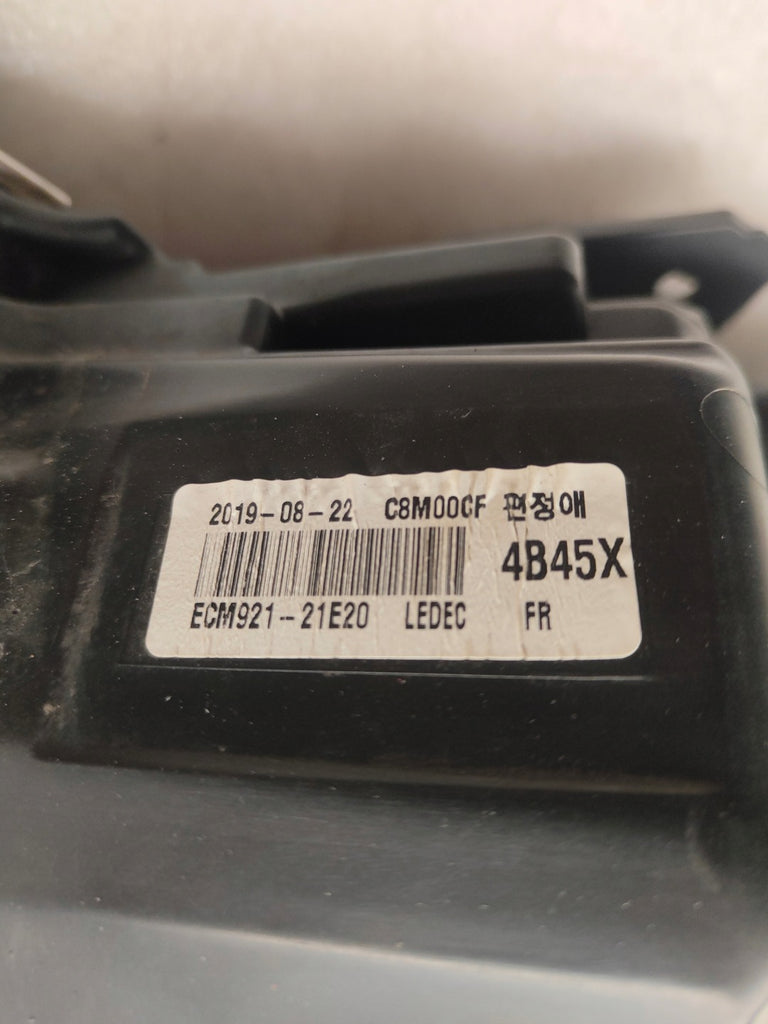 2019-08-22 C8M00CF 편정애
4B45X
ECM921-21E20 LEDEC FR